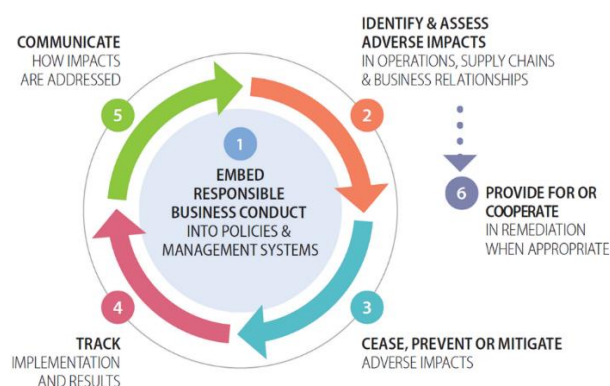 1
EMBED
RESPONSIBLE
BUSINESS CONDUCT
INTO POLICIES &
MANAGEMENT SYSTEMS
2
IDENTIFY & ASSESS
ADVERSE IMPACTS
IN OPERATIONS, SUPPLY CHAINS
& BUSINESS RELATIONSHIPS
3
CEASE, PREVENT OR MITIGATE
ADVERSE IMPACTS
4
TRACK
IMPLEMENTATION
AND RESULTS
5
COMMUNICATE
HOW IMPACTS
ARE ADDRESSED
6
PROVIDE FOR OR
COOPERATE
IN REMEDIATION
WHEN APPROPRIATE